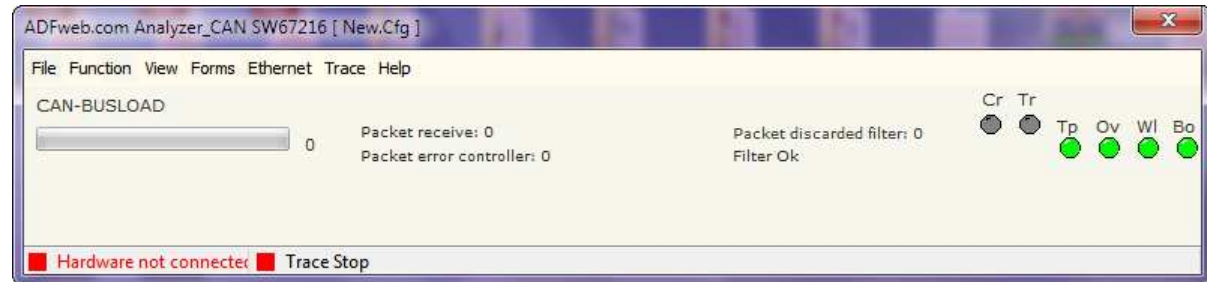 ADFweb.com Analyzer_CAN SW67216 [ New.Cfg ]
File Function View Forms Ethernet Trace Help
CAN-BUSLOAD
0
Packet receive: 0
Packet error controller: 0
Packet discarded filter: 0
Filter Ok
Cr Tr
Tp Ov Wl Bo
Hardware not connected Trace Stop